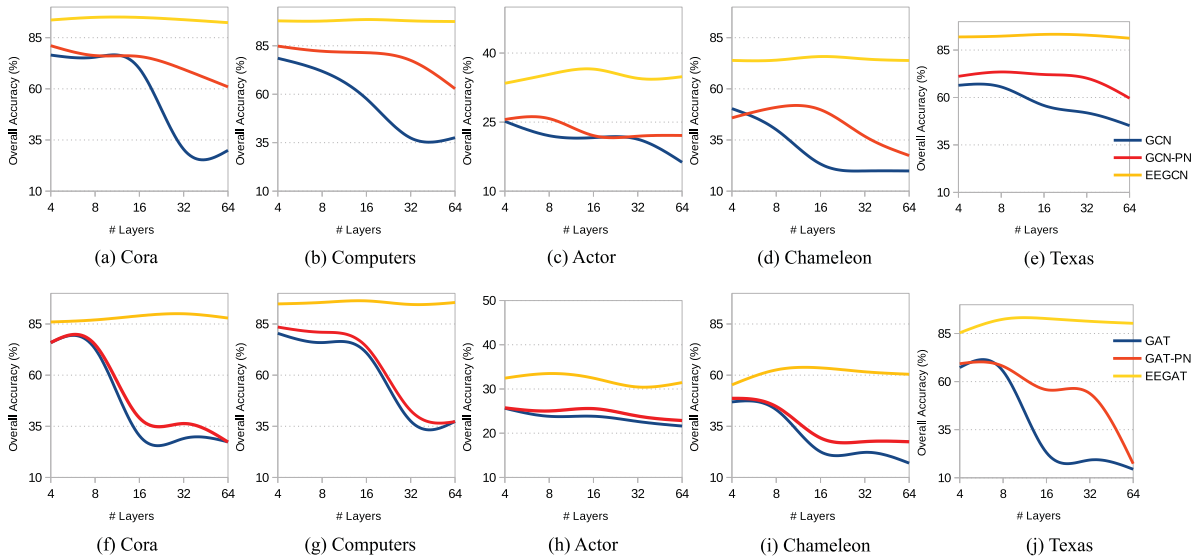 Overall Accuracy (%)
85
60
35
10
4 8 16 32 64
# Layers
(a) Cora
Overall Accuracy (%)
85
60
35
10
4 8 16 32 64
# Layers
(b) Computers
Overall Accuracy (%)
40
25
10
4 8 16 32 64
# Layers
(c) Actor
Overall Accuracy (%)
85
60
35
10
4 8 16 32 64
# Layers
(d) Chameleon
Overall Accuracy (%)
85
60
35
10
4 8 16 32 64
# Layers
(e) Texas
GCN
GCN-PN
EEGCN
Overall Accuracy (%)
85
60
35
10
4 8 16 32 64
# Layers
(f) Cora
Overall Accuracy (%)
85
60
35
10
4 8 16 32 64
# Layers
(g) Computers
Overall Accuracy (%)
50
40
30
20
10
4 8 16 32 64
# Layers
(h) Actor
Overall Accuracy (%)
85
60
35
10
4 8 16 32 64
# Layers
(i) Chameleon
Overall Accuracy (%)
85
60
35
10
4 8 16 32 64
# Layers
(j) Texas
GAT
GAT-PN
EEGAT